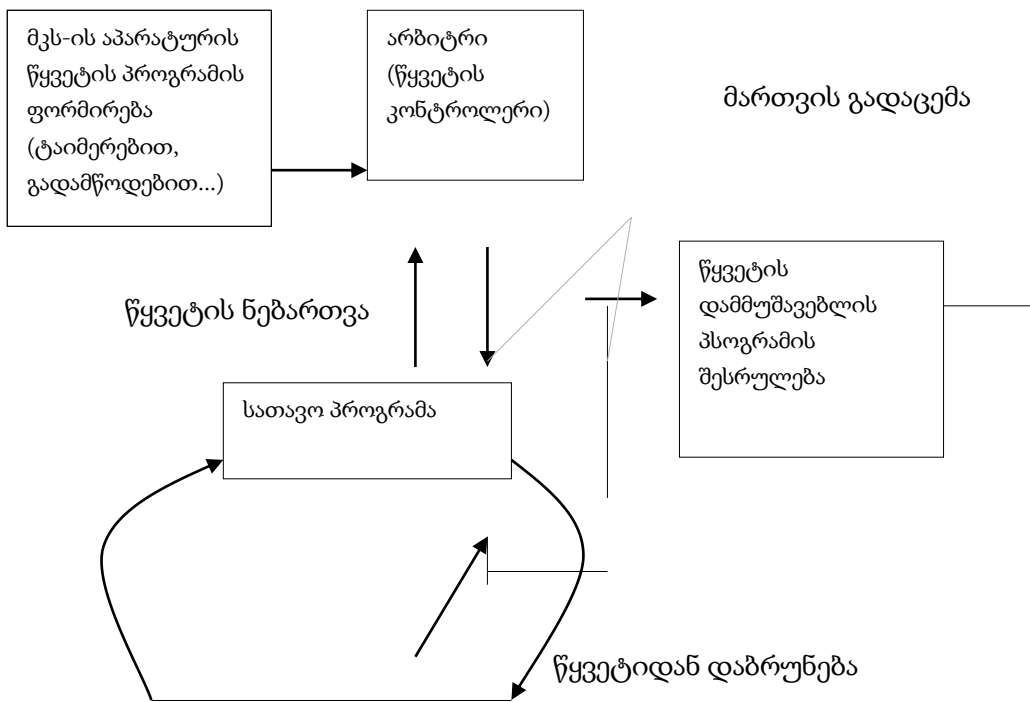 მკს-ის აპარატურის
წყვეტის პროგრამის
ფორმირება
(ტაიმერებით,
გადამწოდებით...)
არბიტრი
(წყვეტის
კონტროლერი)
მართვის გადაცემა
წყვეტის ნებართვა
წყვეტის
დამმუშავებლის
პსოგრამის
შესრულება
სათავო პროგრამა
წყვეტიდან დაბრუნება